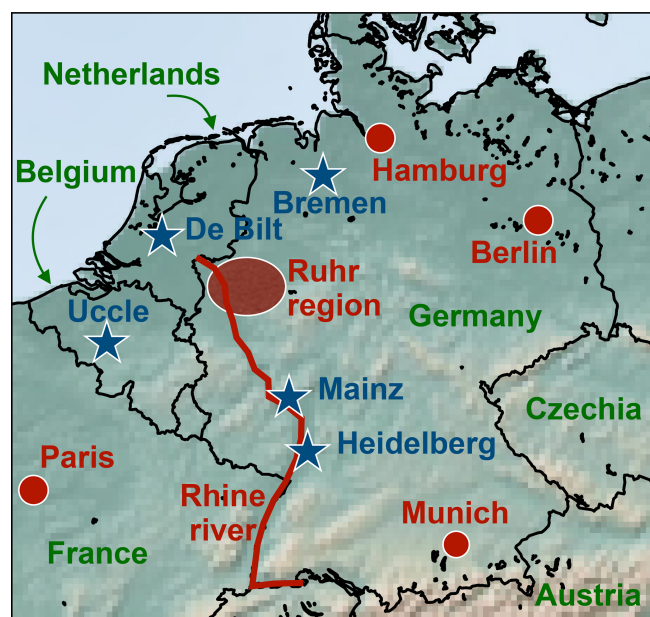 Netherlands
Belgium
Hamburg
Bremen
De Bilt
Berlin
Ruhr
region
Uccle
Germany
Mainz
Czechia
Heidelberg
Paris
Rhine
river
Munich
France
Austria